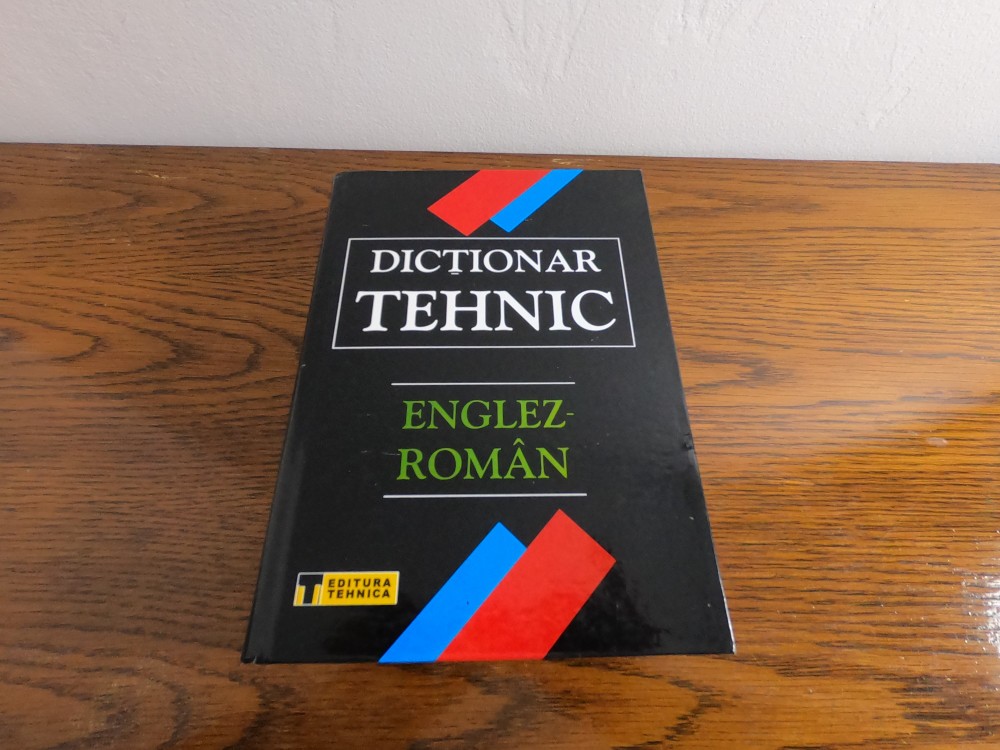 DICȚIONAR
TEHNIC
ENGLEZ-
ROMÂN
T EDITURA
TEHNICA